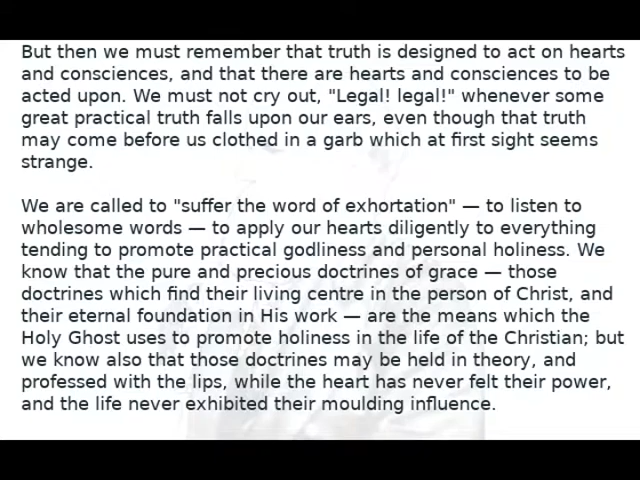 But then we must remember that truth is designed to act on hearts
and consciences, and that there are hearts and consciences to be
acted upon. We must not cry out, "Legal! legal!" whenever some
great practical truth falls upon our ears, even though that truth
may come before us clothed in a garb which at first sight seems
strange.

We are called to "suffer the word of exhortation" — to listen to
wholesome words — to apply our hearts diligently to everything
tending to promote practical godliness and personal holiness. We
know that the pure and precious doctrines of grace — those
doctrines which find their living centre in the person of Christ, and
their eternal foundation in His work — are the means which the
Holy Ghost uses to promote holiness in the life of the Christian; but
we know also that those doctrines may be held in theory, and
professed with the lips, while the heart has never felt their power,
and the life never exhibited their moulding influence.